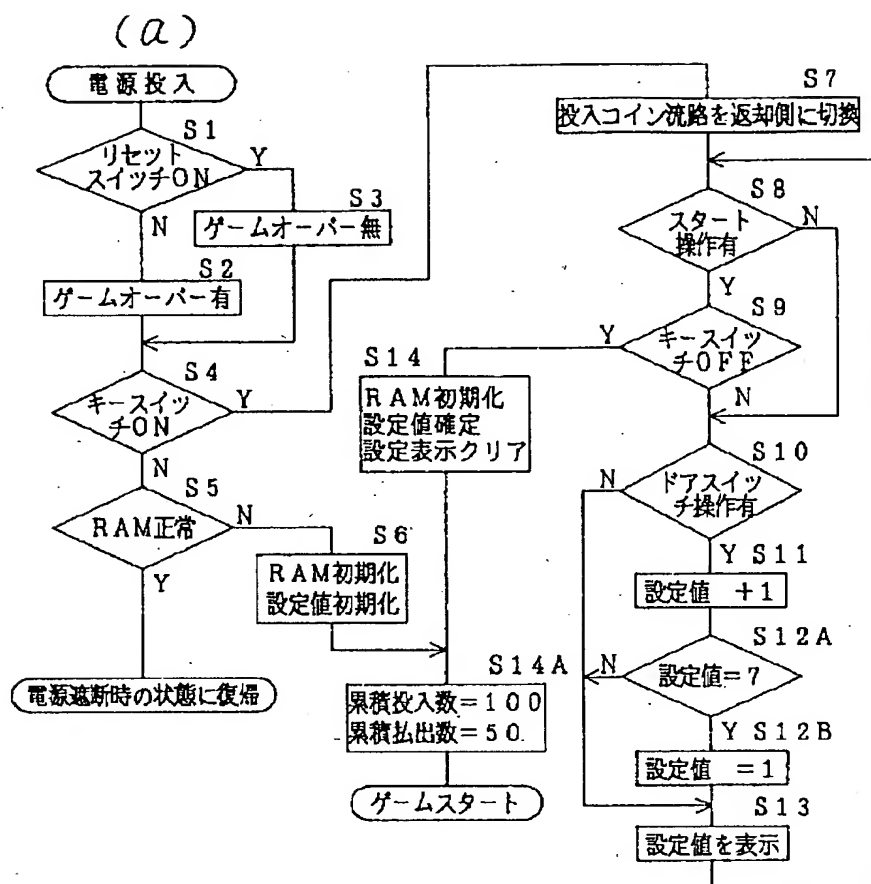 (a)
電源投入
S1
リセット
スイッチON
Y
N
S3
ゲームオーバー無
S2
ゲームオーバー有
S4
キースイッ
チON
Y
N
S5
RAM正常
N
Y
S6
RAM初期化
設定値初期化
電源遮断時の状態に復帰
S7
投入コイン流路を返却側に切換
S8
スタート
操作有
N
Y
S9
キースイッ
チOFF
Y
N
S14
RAM初期化
設定値確定
設定表示クリア
S10
ドアスイッ
チ操作有
N
Y S11
設定値 +1
S12A
設定値=7
N
Y S12B
設定値 =1
S13
設定値を表示
S14A
累積投入数=100
累積払出数=50
ゲームスタート